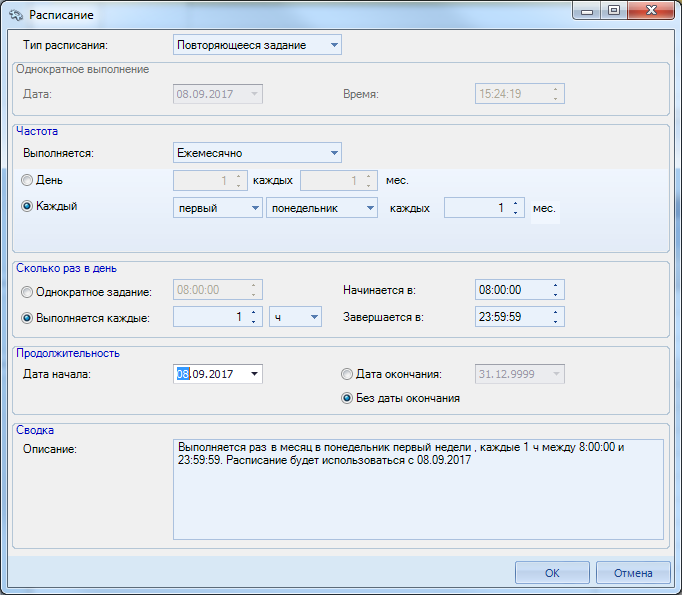 Расписание
Тип расписания: Повторяющееся задание
Однократное выполнение
Дата: 08.09.2017 Время: 15:24:19
Частота
Выполняется: Ежемесячно
День 1 каждых 1 мес.
Каждый первый понедельник каждых 1 мес.
Сколько раз в день
Однократное задание: 08:00:00 Начинается в: 08:00:00
Выполняется каждые: 1 ч Завершается в: 23:59:59
Продолжительность
Дата начала: 08.09.2017 Дата окончания: 31.12.9999
Без даты окончания
Сводка
Описание: Выполняется раз в месяц в понедельник первый недели , каждые 1 ч между 8:00:00 и
23:59:59. Расписание будет использоваться с 08.09.2017
ОК Отмена